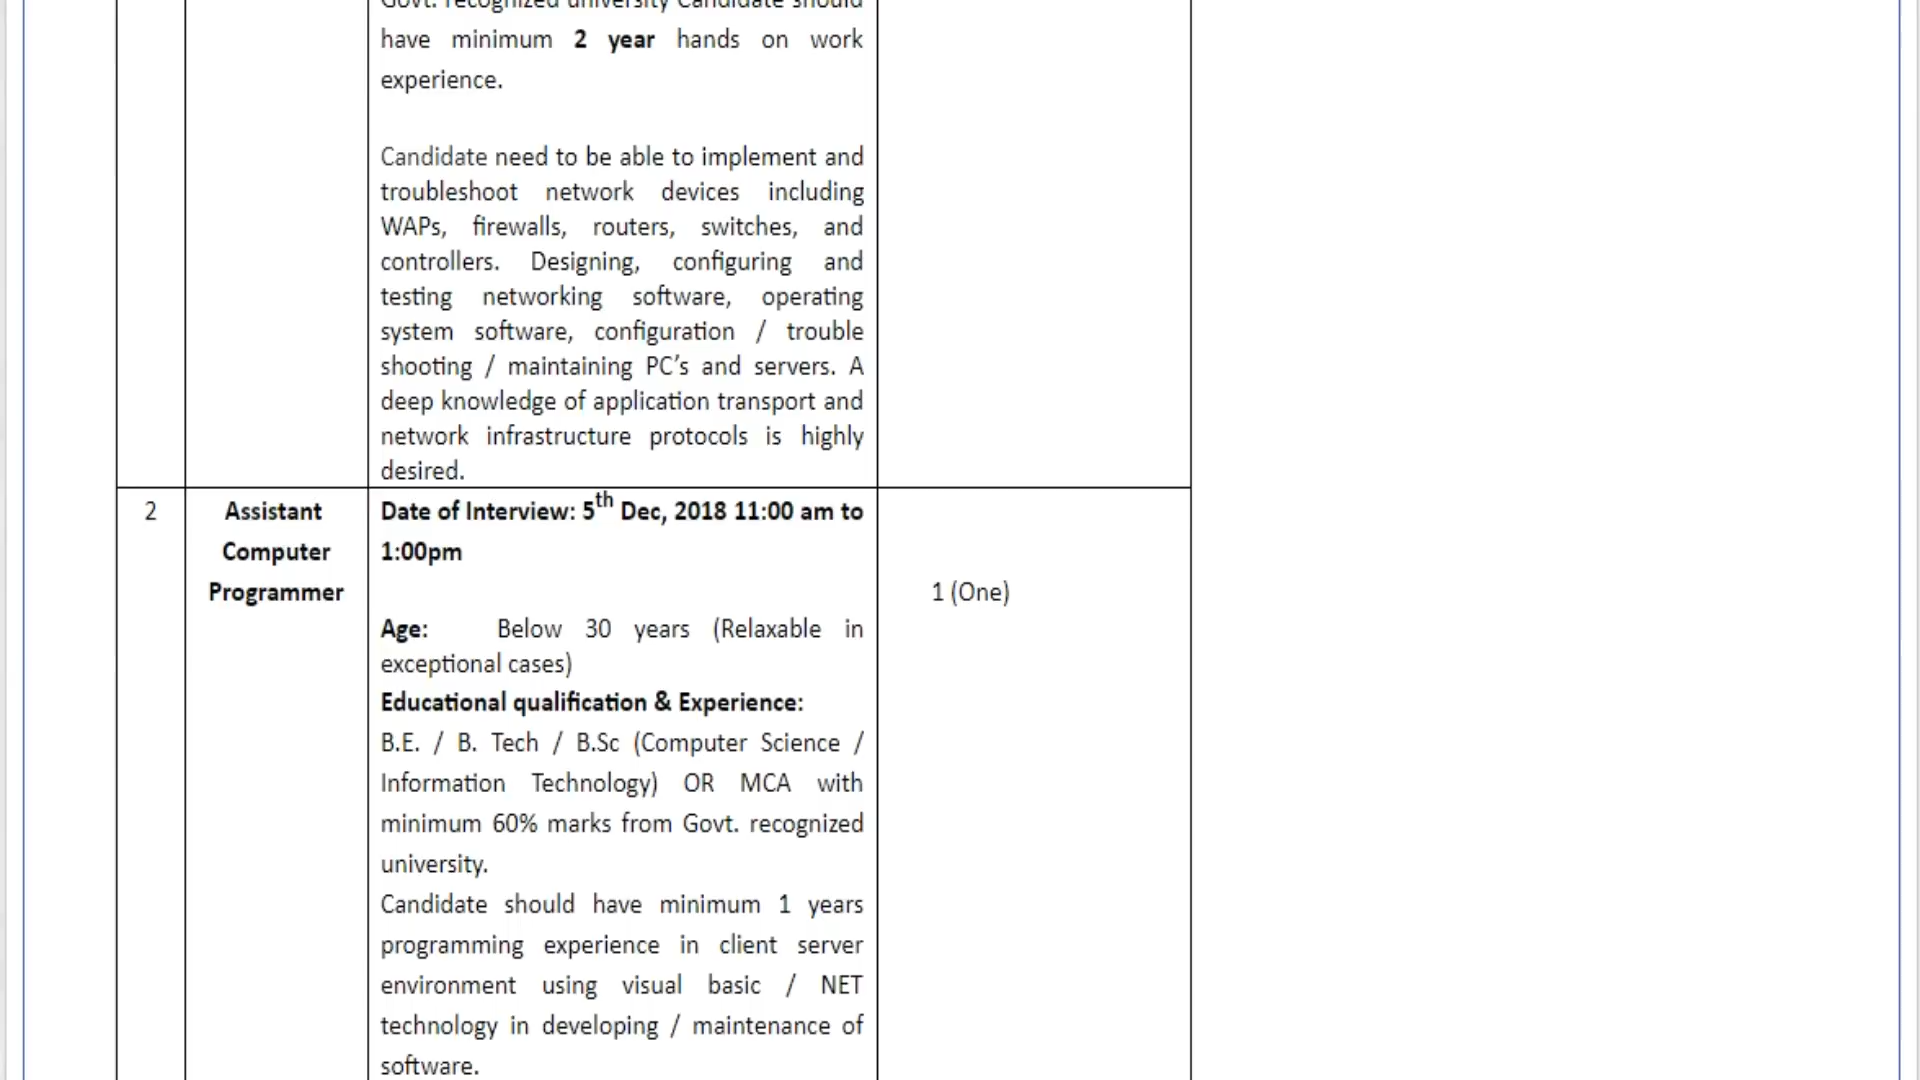 Govt. recognized university Candidate should
have minimum 2 year hands on work
experience.
Candidate need to be able to implement and
troubleshoot network devices including
WAPs, firewalls, routers, switches, and
controllers. Designing, configuring and
testing networking software, operating
system software, configuration / trouble
shooting / maintaining PC’s and servers. A
deep knowledge of application transport and
network infrastructure protocols is highly
desired.
2
Assistant
Computer
Programmer
Date of Interview: 5th Dec, 2018 11:00 am to
1:00pm
Age: Below 30 years (Relaxable in
exceptional cases)
Educational qualification & Experience:
B.E. / B. Tech / B.Sc (Computer Science /
Information Technology) OR MCA with
minimum 60% marks from Govt. recognized
university.
Candidate should have minimum 1 years
programming experience in client server
environment using visual basic / NET
technology in developing / maintenance of
software.
1 (One)